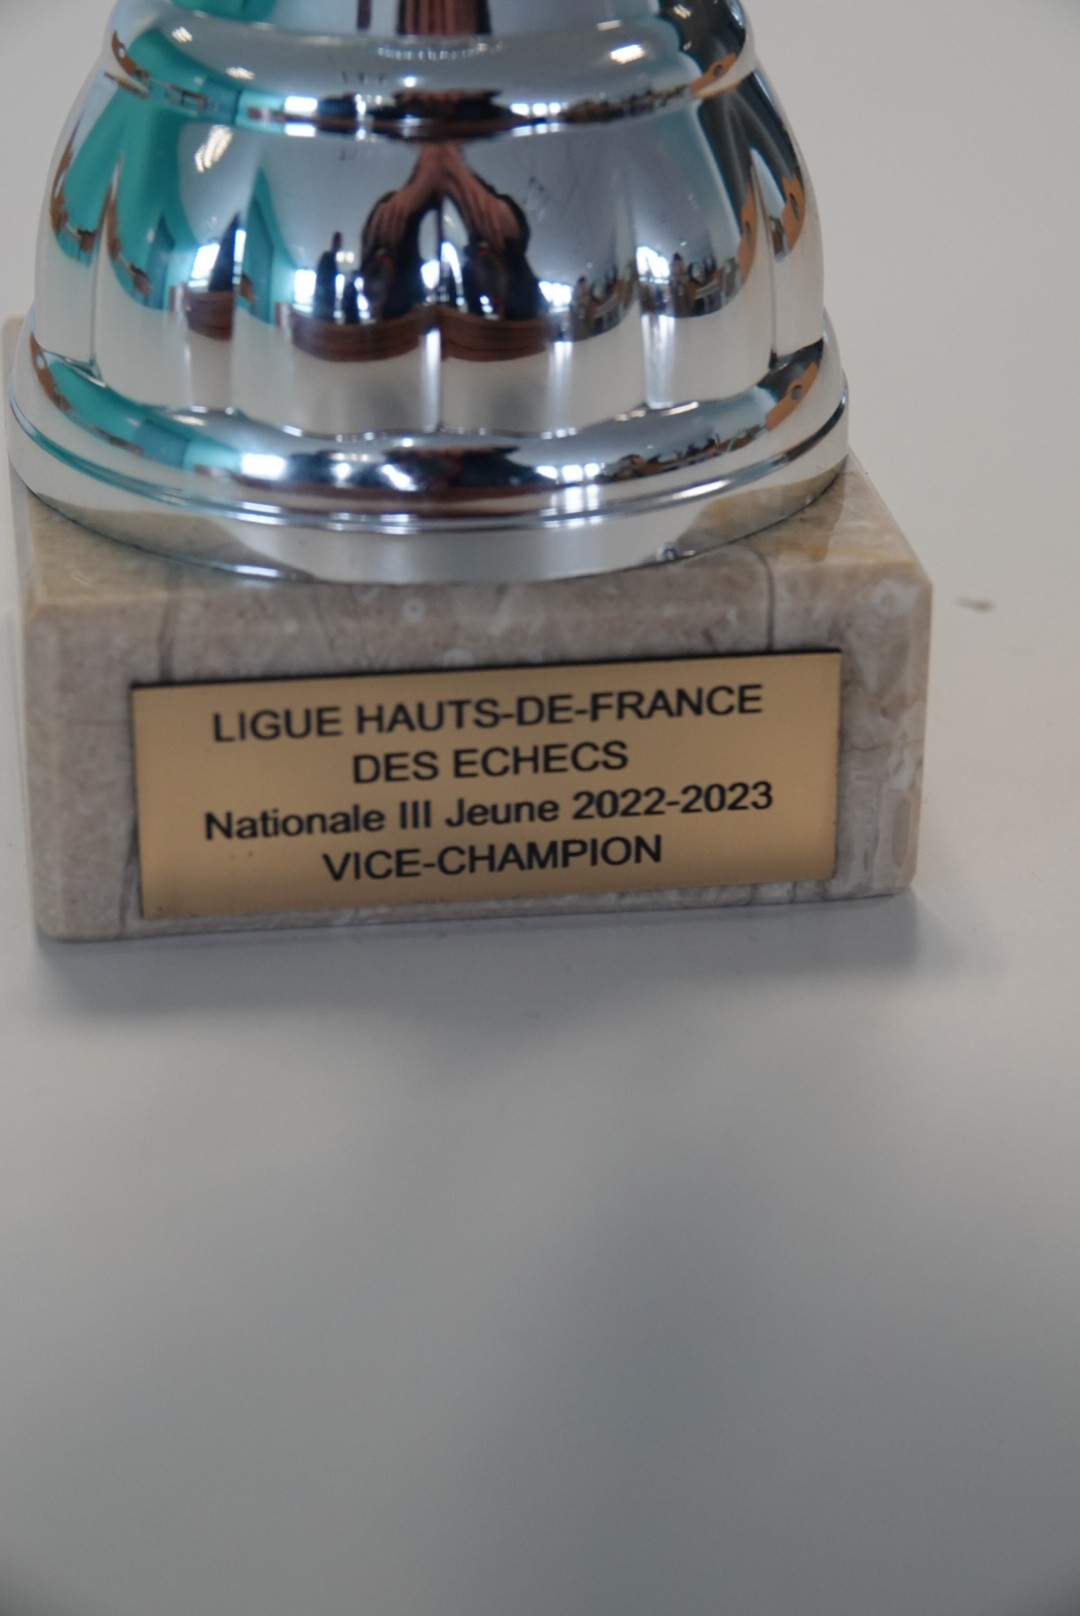 LIGUE HAUTS-DE-FRANCE
DES ECHECS
Nationale III Jeune 2022-2023
VICE-CHAMPION